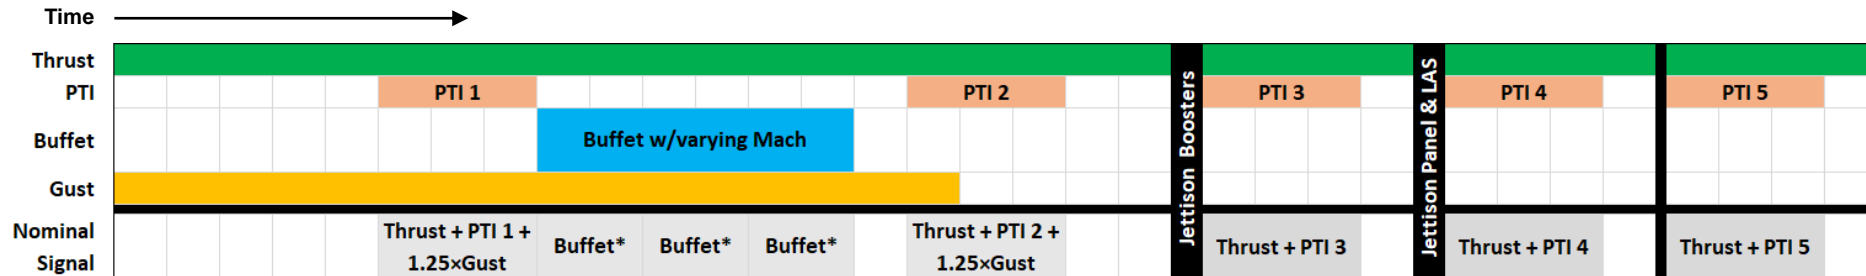 Time
Thrust
PTI
PTI 1
PTI 2
PTI 3
PTI 4
PTI 5
Buffet
Buffet w/varying Mach
Gust
Jettison Boosters
Jettison Panel & LAS
Nominal
Signal
Thrust + PTI 1 +
1.25×Gust
Buffet*
Buffet*
Buffet*
Thrust + PTI 2 +
1.25×Gust
Thrust + PTI 3
Thrust + PTI 4
Thrust + PTI 5